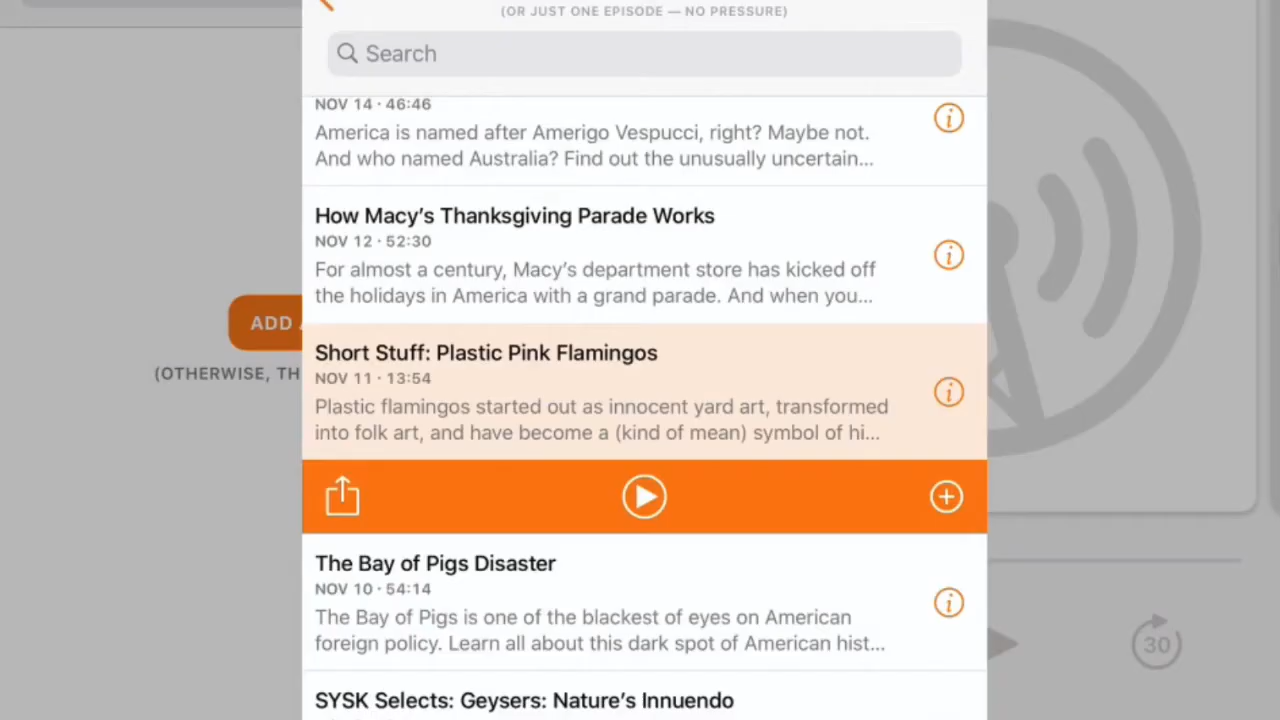 (OR JUST ONE EPISODE — NO PRESSURE)
Search
NOV 14 · 46:46
America is named after Amerigo Vespucci, right? Maybe not.
And who named Australia? Find out the unusually uncertain...
How Macy's Thanksgiving Parade Works
NOV 12 · 52:30
For almost a century, Macy's department store has kicked off
the holidays in America with a grand parade. And when you...
ADD
(OTHERWISE, TH
Short Stuff: Plastic Pink Flamingos
NOV 11 · 13:54
Plastic flamingos started out as innocent yard art, transformed
into folk art, and have become a (kind of mean) symbol of hi...
The Bay of Pigs Disaster
NOV 10 · 54:14
The Bay of Pigs is one of the blackest of eyes on American
foreign policy. Learn all about this dark spot of American hist...
30
SYSK Selects: Geysers: Nature's Innuendo